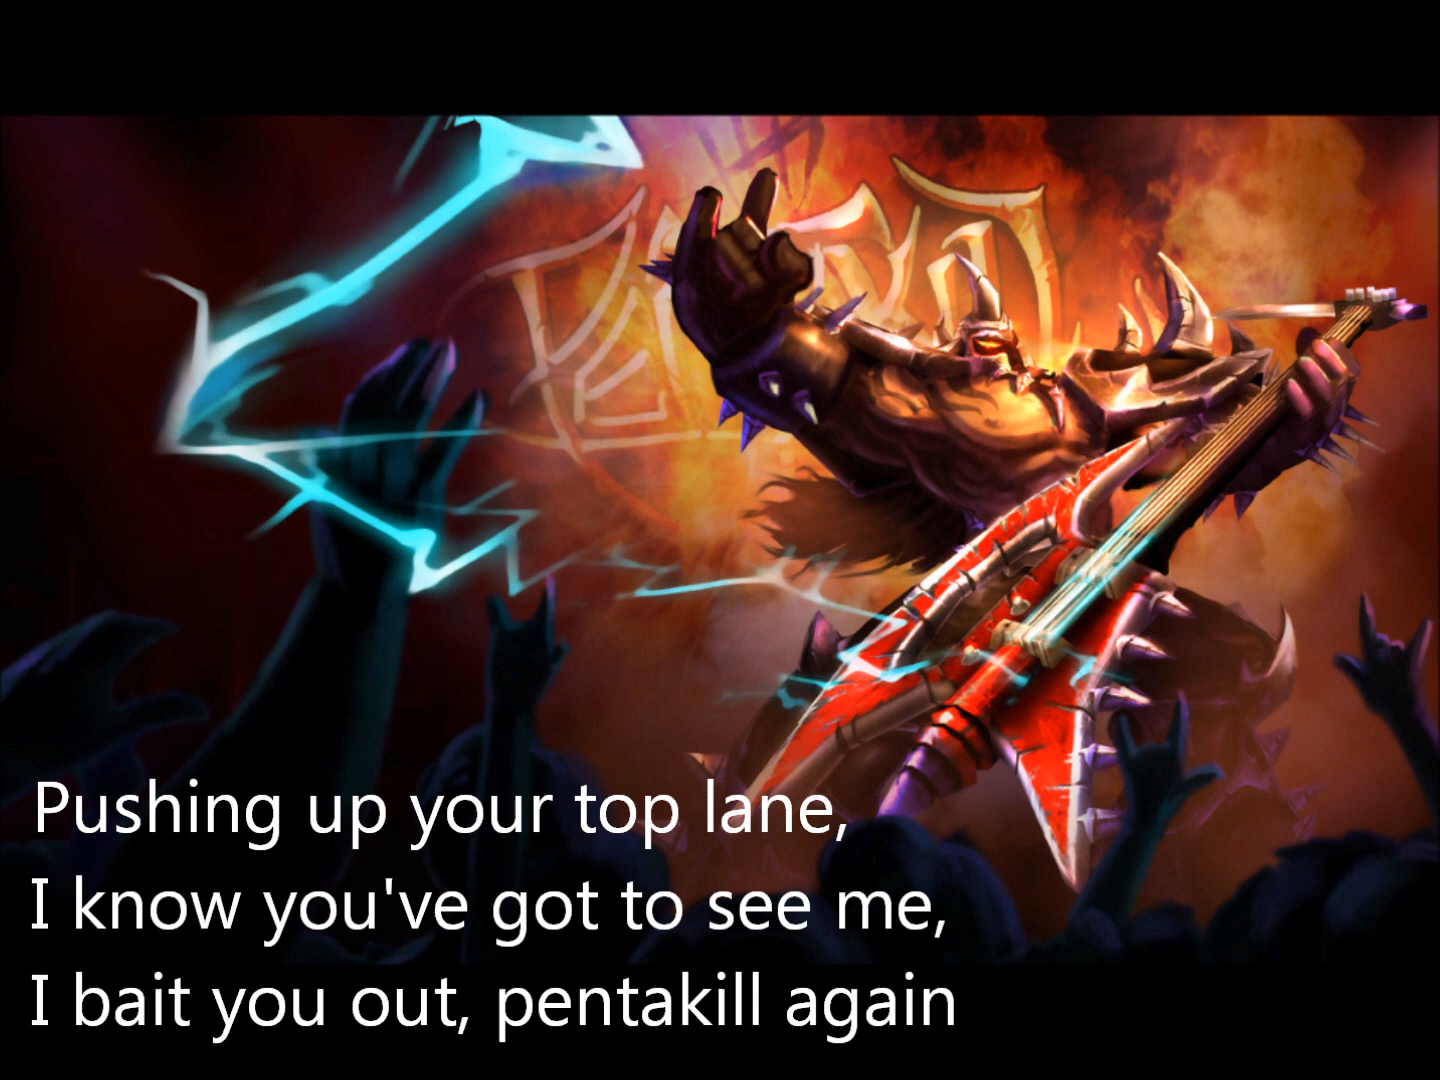 Pushing up your top lane,
I know you've got to see me,
I bait you out, pentakill again